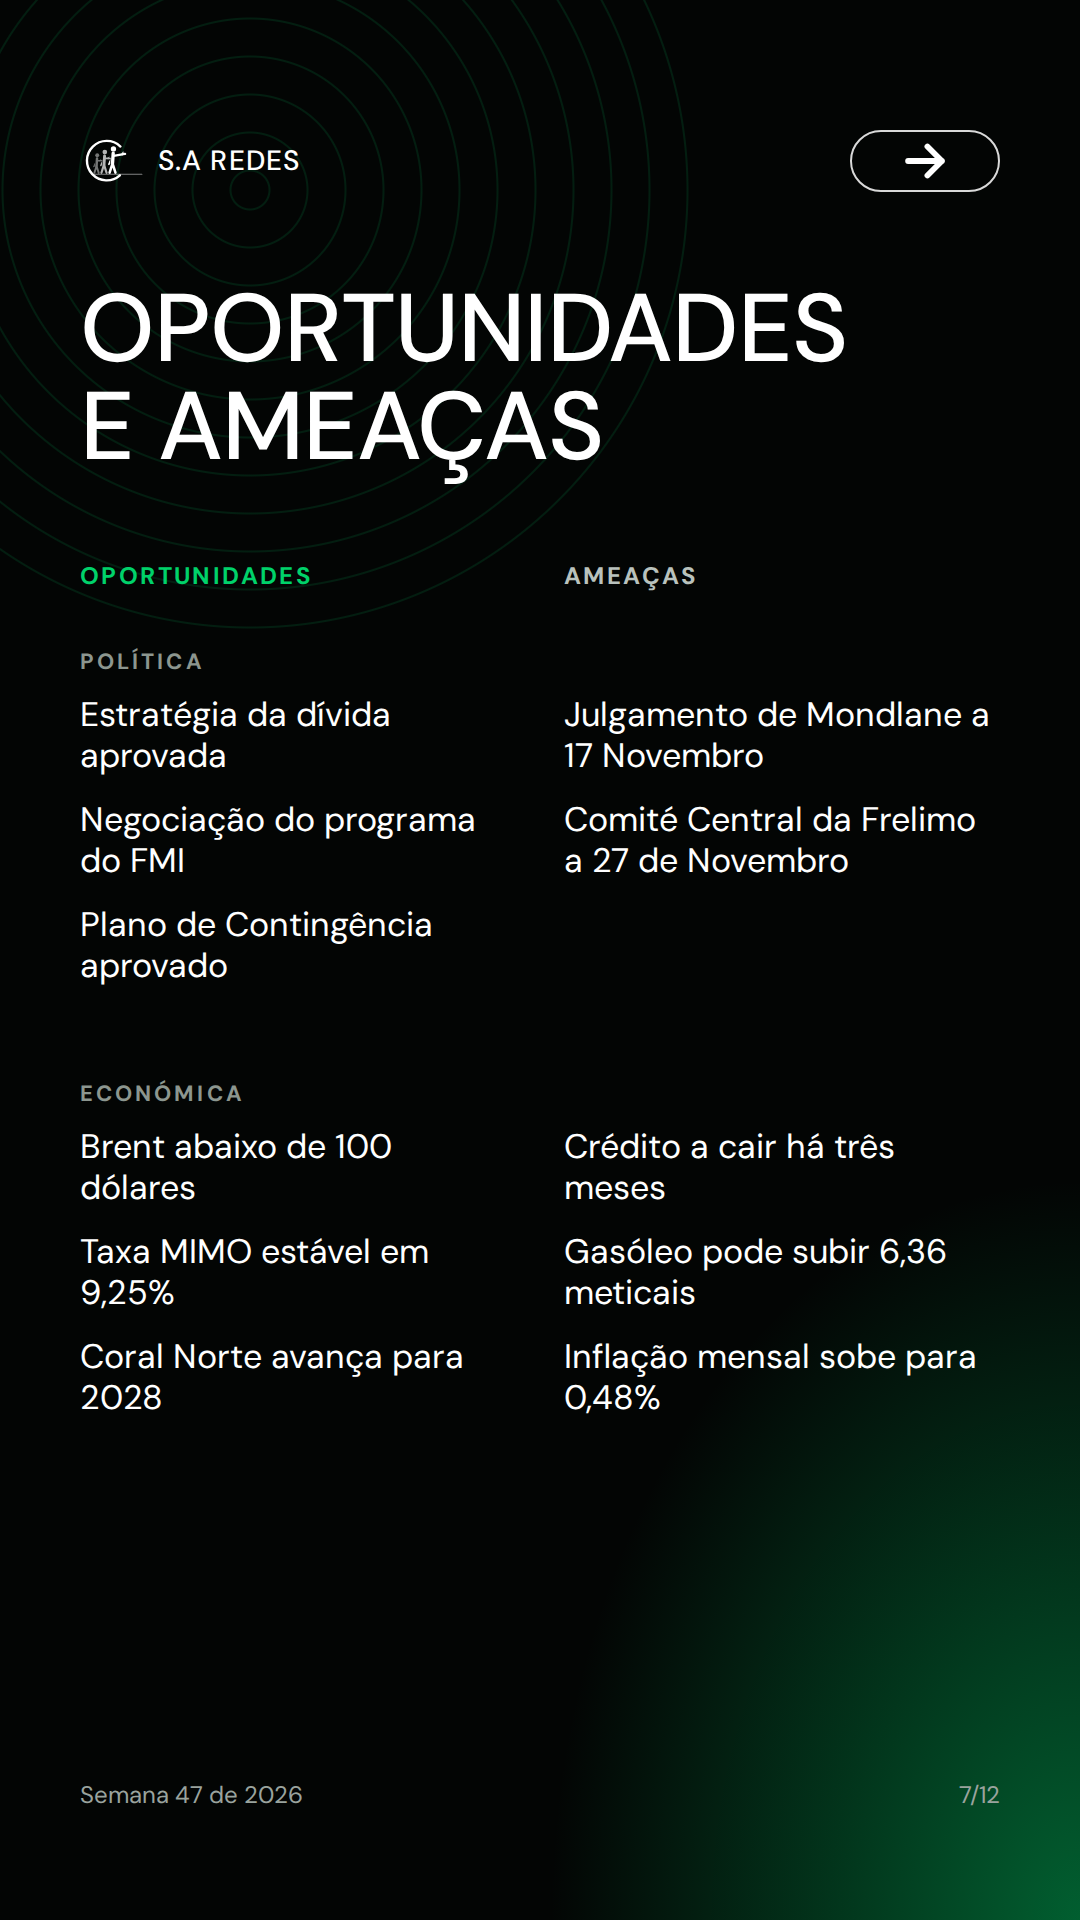 S.A REDES
OPORTUNIDADES
E AMEAÇAS
OPORTUNIDADES
AMEAÇAS
POLÍTICA
Estratégia da dívida
aprovada
Negociação do programa
do FMI
Plano de Contingência
aprovado
Julgamento de Mondlane a
17 Novembro
Comité Central da Frelimo
a 27 de Novembro
ECONÓMICA
Brent abaixo de 100
dólares
Taxa MIMO estável em
9,25%
Coral Norte avança para
2028
Crédito a cair há três
meses
Gasóleo pode subir 6,36
meticais
Inflação mensal sobe para
0,48%
Semana 47 de 2026
7/12